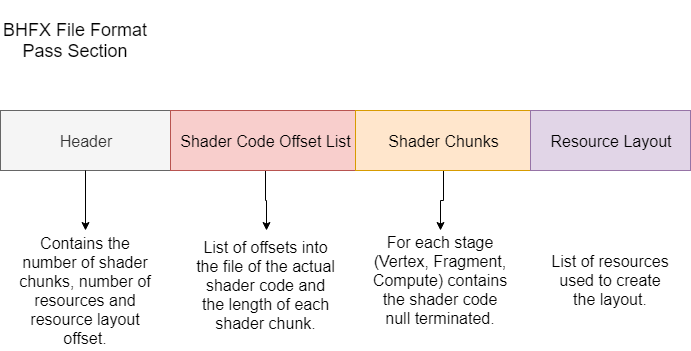 BHFX File Format
Pass Section
Header
Shader Code Offset List
Shader Chunks
Resource Layout
Contains the
number of shader
chunks, number of
resources and
resource layout
offset.
List of offsets into
the file of the actual
shader code and
the length of each
shader chunk.
For each stage
(Vertex, Fragment,
Compute) contains
the shader code
null terminated.
List of resources
used to create
the layout.